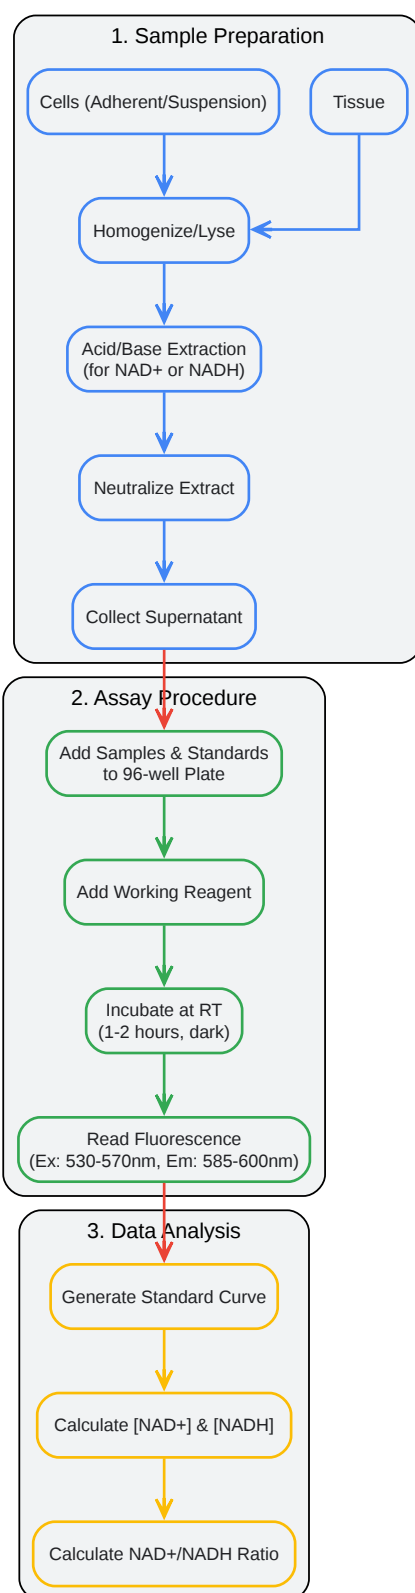 1. Sample Preparation
Cells (Adherent/Suspension)
Tissue
Homogenize/Lyse
Acid/Base Extraction
(for NAD+ or NADH)
Neutralize Extract
Collect Supernatant
2. Assay Procedure
Add Samples & Standards
to 96-well Plate
Add Working Reagent
Incubate at RT
(1-2 hours, dark)
Read Fluorescence
(Ex: 530-570nm, Em: 585-600nm)
3. Data Analysis
Generate Standard Curve
Calculate [NAD+] & [NADH]
Calculate NAD+/NADH Ratio